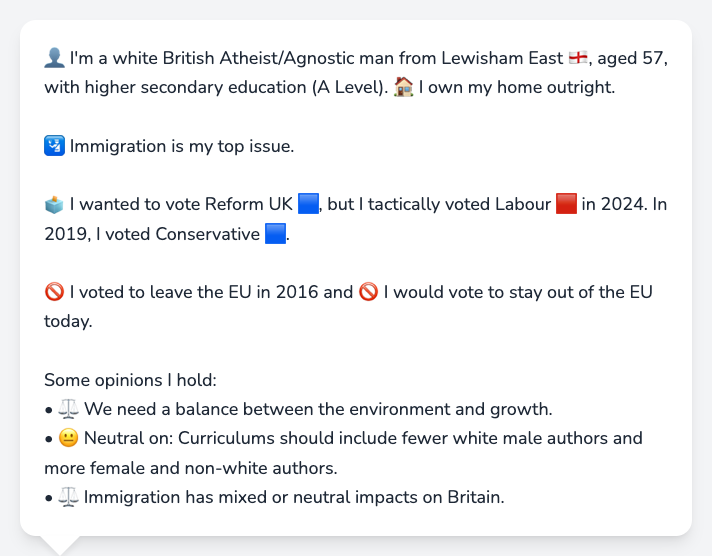 👤 I'm a white British Atheist/Agnostic man from Lewisham East 🏴󠁧󠁢󠁥󠁮󠁧󠁿, aged 57,
with higher secondary education (A Level). 🏠 I own my home outright.
🛂 Immigration is my top issue.
🗳️ I wanted to vote Reform UK 🟦, but I tactically voted Labour 🟥 in 2024. In
2019, I voted Conservative 🟦.
🚫 I voted to leave the EU in 2016 and 🚫 I would vote to stay out of the EU
today.
Some opinions I hold:
• ⚖️ We need a balance between the environment and growth.
• 😐 Neutral on: Curriculums should include fewer white male authors and
more female and non-white authors.
• ⚖️ Immigration has mixed or neutral impacts on Britain.